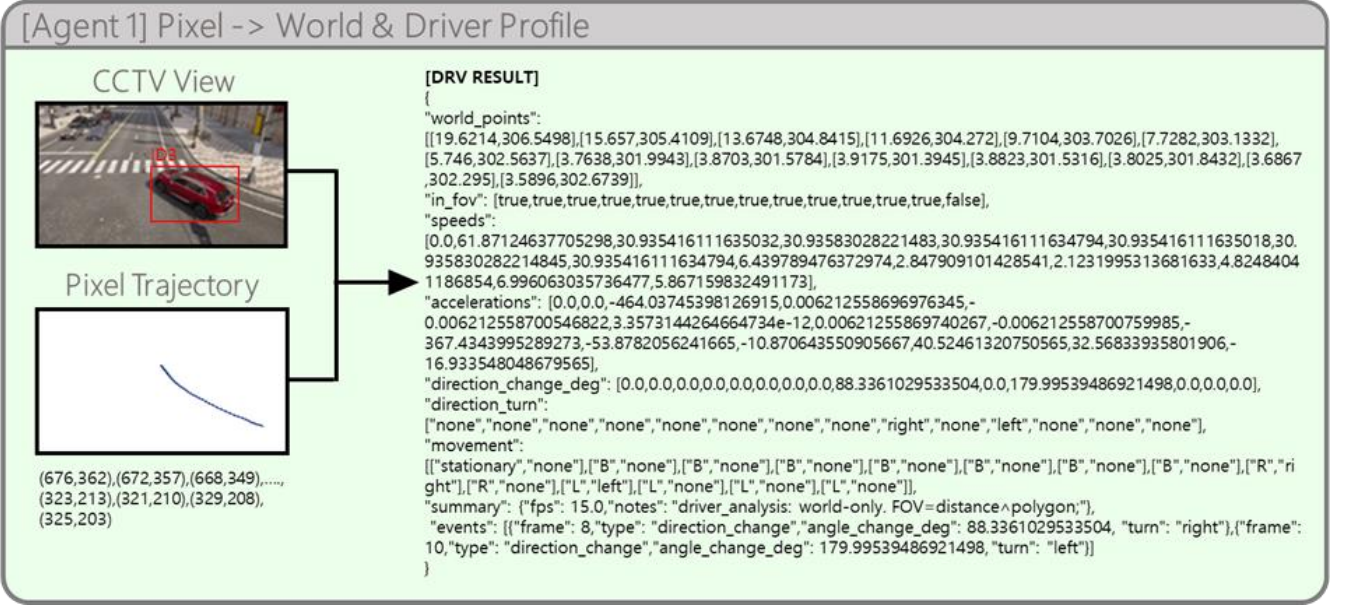 [Agent 1] Pixel -> World & Driver Profile
CCTV View
D3
Pixel Trajectory
(676,362),(672,357),(668,349),....,
(323,213),(321,210),(329,208),
(325,203)
[DRV RESULT]
{
"world_points":
[[19.6214,306.5498],[15.657,305.4109],[13.6748,304.8415],[11.6926,304.272],[9.7104,303.7026],[7.7282,303.1332],
[5.746,302.5637],[3.7638,301.9943],[3.8703,301.5784],[3.9175,301.3945],[3.8823,301.5316],[3.8025,301.8432],[3.6867
,302.295],[3.5896,302.6739]],
"in_fov": [true,true,true,true,true,true,true,true,true,true,true,true,true,false],
"speeds":
[0.0,61.87124637705298,30.935416111635032,30.93583028221483,30.935416111634794,30.935416111635018,30.
935830282214845,30.935416111634794,6.439789476372974,2.847909101428541,2.1231995313681633,4.8248404
1186854,6.996063035736477,5.867159832491173],
"accelerations": [0.0,0.0,-464.03745398126915,0.006212558696976345,-
0.006212558700546822,3.3573144264664734e-12,0.00621255869740267,-0.006212558700759985,-
367.4343995289273,-53.8782056241665,-10.870643550905667,40.52461320750565,32.56833935801906,-
16.933548048679565],
"direction_change_deg": [0.0,0.0,0.0,0.0,0.0,0.0,0.0,0.0,88.3361029533504,0.0,179.99539486921498,0.0,0.0,0.0],
"direction_turn":
["none","none","none","none","none","none","none","none","right","none","left","none","none","none"],
"movement":
[["stationary","none"],["B","none"],["B","none"],["B","none"],["B","none"],["B","none"],["B","none"],["B","none"],["R","ri
ght"],["R","none"],["L","left"],["L","none"],["L","none"],["L","none"]],
"summary": {"fps": 15.0,"notes": "driver_analysis: world-only. FOV=distance∧polygon;"},
"events": [{"frame": 8,"type": "direction_change","angle_change_deg": 88.3361029533504, "turn": "right"},{"frame":
10,"type": "direction_change","angle_change_deg": 179.99539486921498, "turn": "left"}]
}